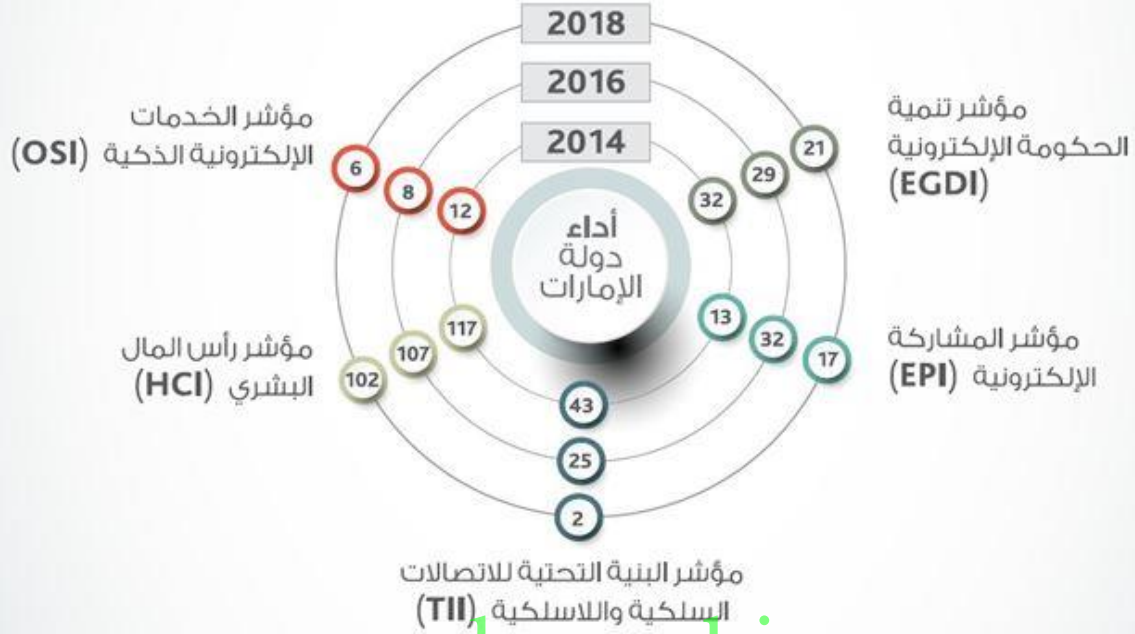 2018
2016
2014
أداء
دولة
الإمارات
مؤشر تنمية
الحكومة الإلكترونية
(EGDI)
21
29
32
مؤشر المشاركة
الإلكترونية (EPI)
13
32
17
43
25
2
مؤشر البنية التحتية للاتصالات
السلكية واللاسلكية (TII)
117
107
102
مؤشر رأس المال
البشري (HCI)
مؤشر الخدمات
الإلكترونية الذكية (OSI)
6
8
12